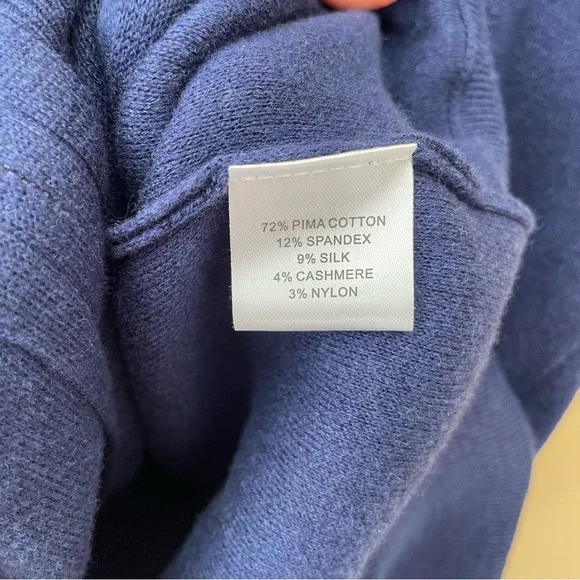 72% PIMA COTTON
12% SPANDEX
9% SILK
4% CASHMERE
3% NYLON